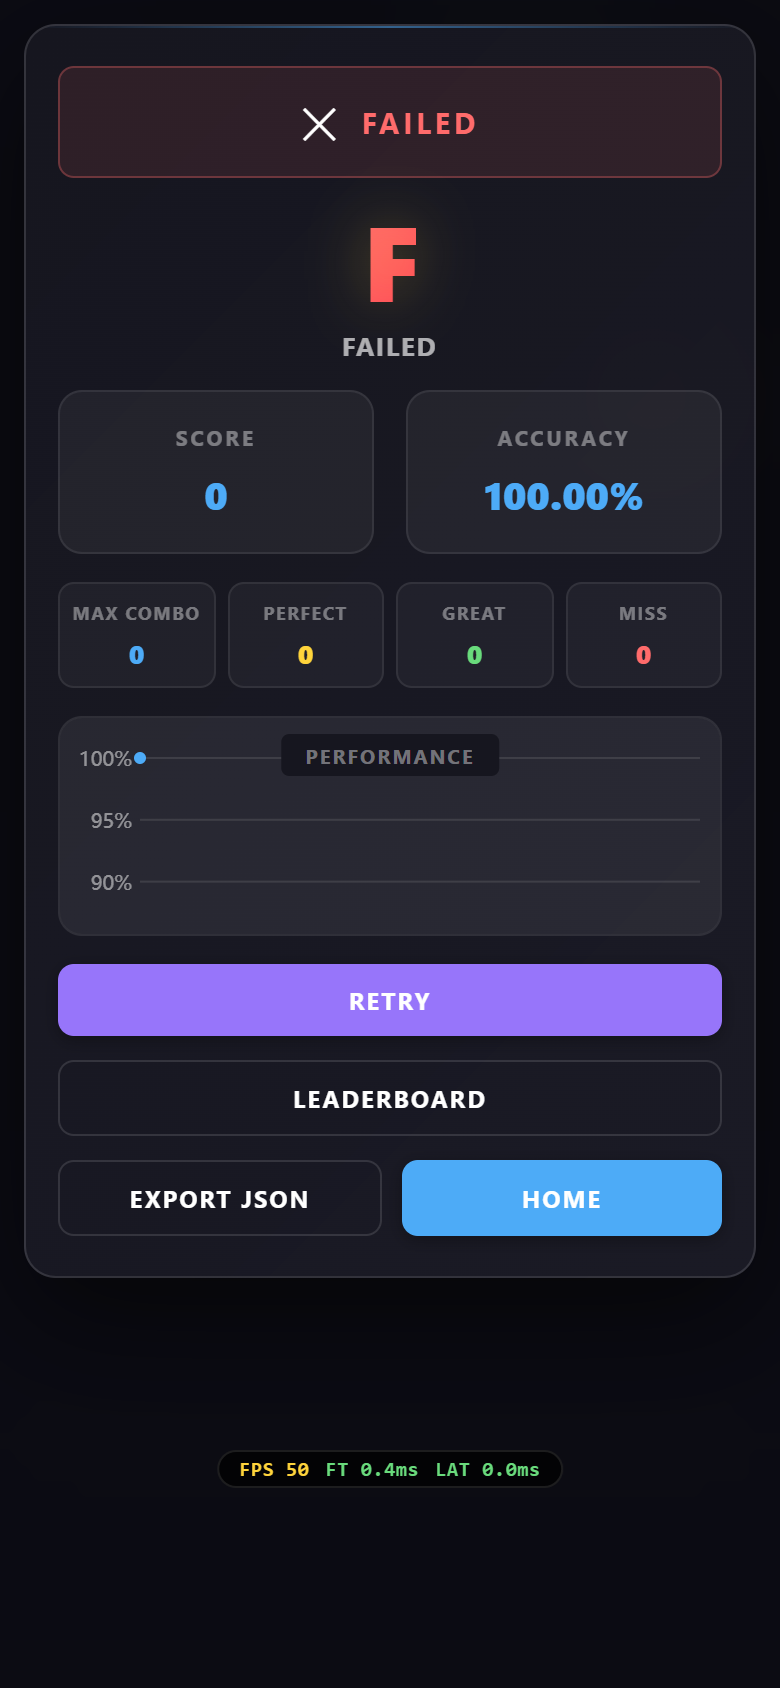 FAILED
F
FAILED
SCORE
0
ACCURACY
100.00%
MAX COMBO
0
PERFECT
0
GREAT
0
MISS
0
PERFORMANCE
100%
95%
90%
RETRY
LEADERBOARD
EXPORT JSON
HOME
FPS 50 FT 0.4ms LAT 0.0ms